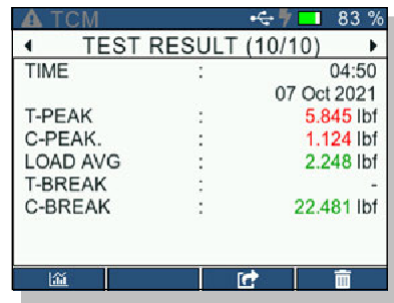 TCM 83 %
TEST RESULT (10/10)
TIME : 04:50
07 Oct 2021
T-PEAK : 5.845 lbf
C-PEAK. : 1.124 lbf
LOAD AVG : 2.248 lbf
T-BREAK : -
C-BREAK : 22.481 lbf